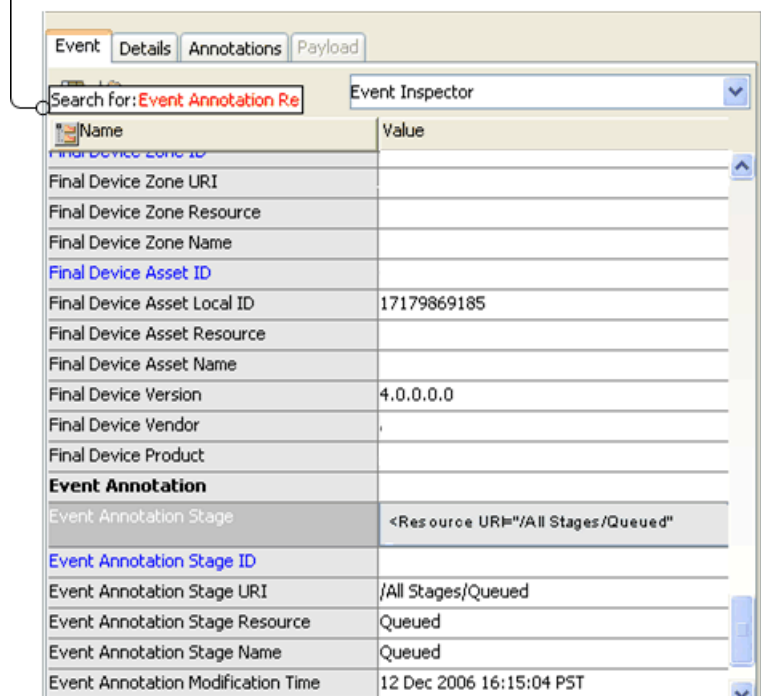 Event Details Annotations Payload
Search for:Event Annotation Re Event Inspector
Name Value
Final Device Zone ID
Final Device Zone URI
Final Device Zone Resource
Final Device Zone Name
Final Device Asset ID
Final Device Asset Local ID 17179869185
Final Device Asset Resource
Final Device Asset Name
Final Device Version 4.0.0.0.0
Final Device Vendor ,
Final Device Product
Event Annotation
Event Annotation Stage <Resource URI="/All Stages/Queued"
Event Annotation Stage ID
Event Annotation Stage URI /All Stages/Queued
Event Annotation Stage Resource Queued
Event Annotation Stage Name Queued
Event Annotation Modification Time 12 Dec 2006 16:15:04 PST